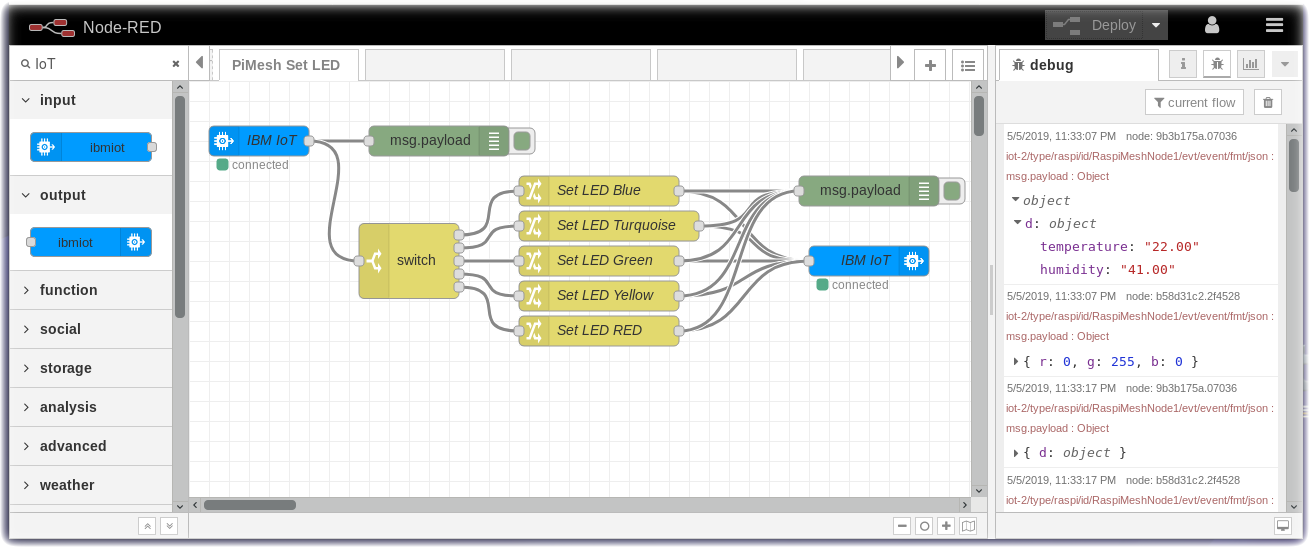 Node-RED
Deploy
IoT
input
ibmiot
output
ibmiot
function
social
storage
analysis
advanced
weather
PiMesh Set LED
IBM IoT
connected
msg.payload
switch
Set LED Blue
Set LED Turquoise
Set LED Green
Set LED Yellow
Set LED RED
msg.payload
IBM IoT
connected
debug
i
current flow
5/5/2019, 11:33:07 PM node: 9b3b175a.07036
iot-2/type/raspi/id/RaspiMeshNode1/evt/event/fmt/json :
msg.payload : Object
object
d: object
temperature: "22.00"
humidity: "41.00"
5/5/2019, 11:33:07 PM node: b58d31c2.2f4528
iot-2/type/raspi/id/RaspiMeshNode1/evt/event/fmt/json :
msg.payload : Object
{ r: 0, g: 255, b: 0 }
5/5/2019, 11:33:17 PM node: 9b3b175a.07036
iot-2/type/raspi/id/RaspiMeshNode1/evt/event/fmt/json :
msg.payload : Object
{ d: object }
5/5/2019, 11:33:17 PM node: b58d31c2.2f4528
iot-2/type/raspi/id/RaspiMeshNode1/evt/event/fmt/json :